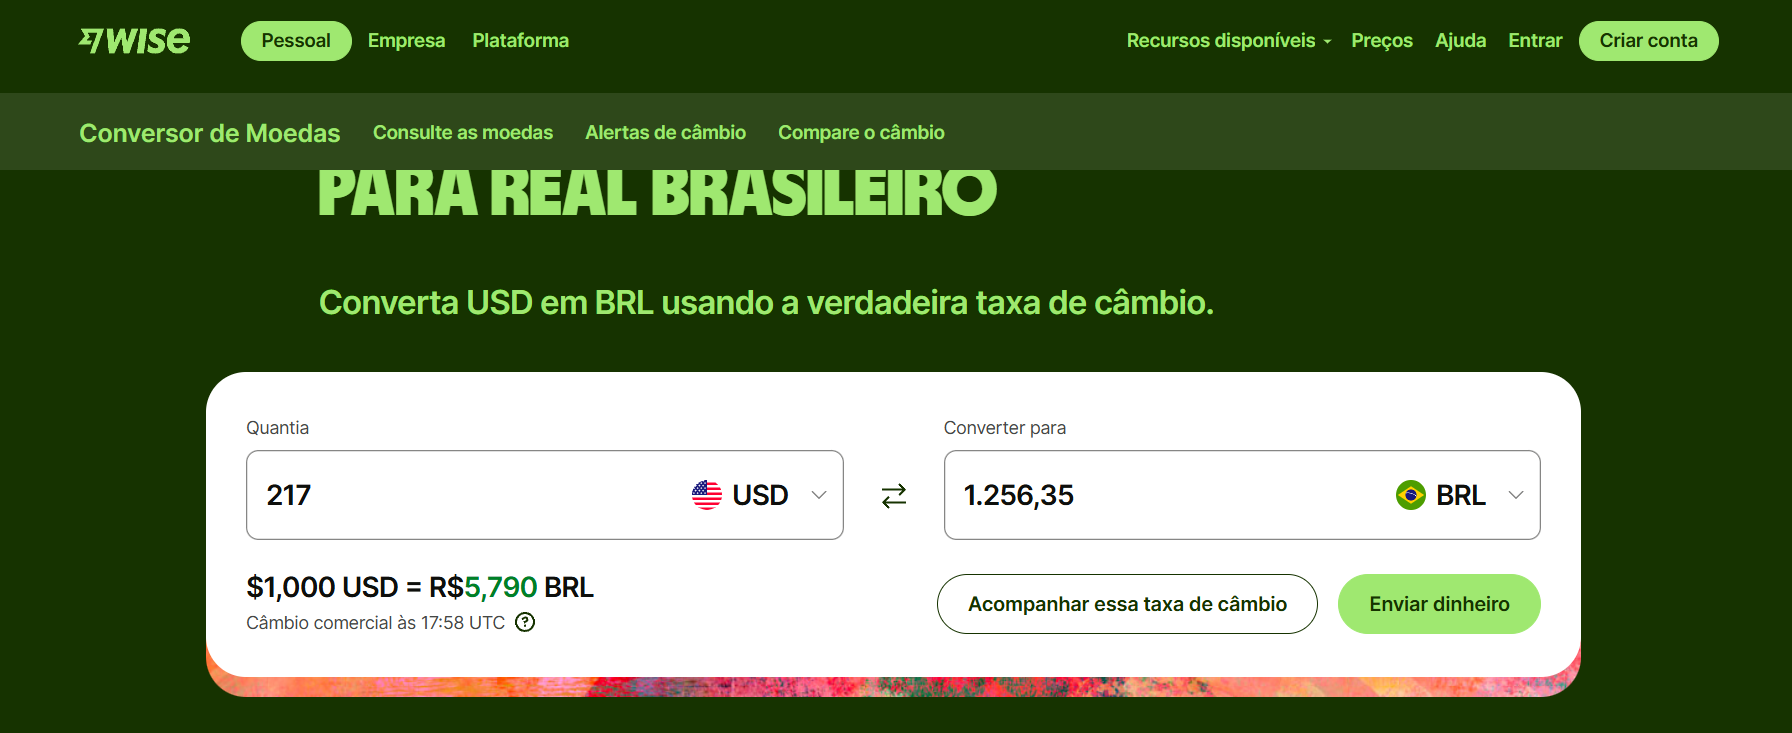 WISE
Pessoal Empresa Plataforma Recursos disponíveis Preços Ajuda Entrar Criar conta
Conversor de Moedas Consulte as moedas Alertas de câmbio Compare o câmbio
PARA REAL BRASILEIRO
Converta USD em BRL usando a verdadeira taxa de câmbio.
Quantia
217 USD
Converter para
1.256,35 BRL
$1,000 USD = R$5,790 BRL
Câmbio comercial às 17:58 UTC ?
Acompanhar essa taxa de câmbio
Enviar dinheiro